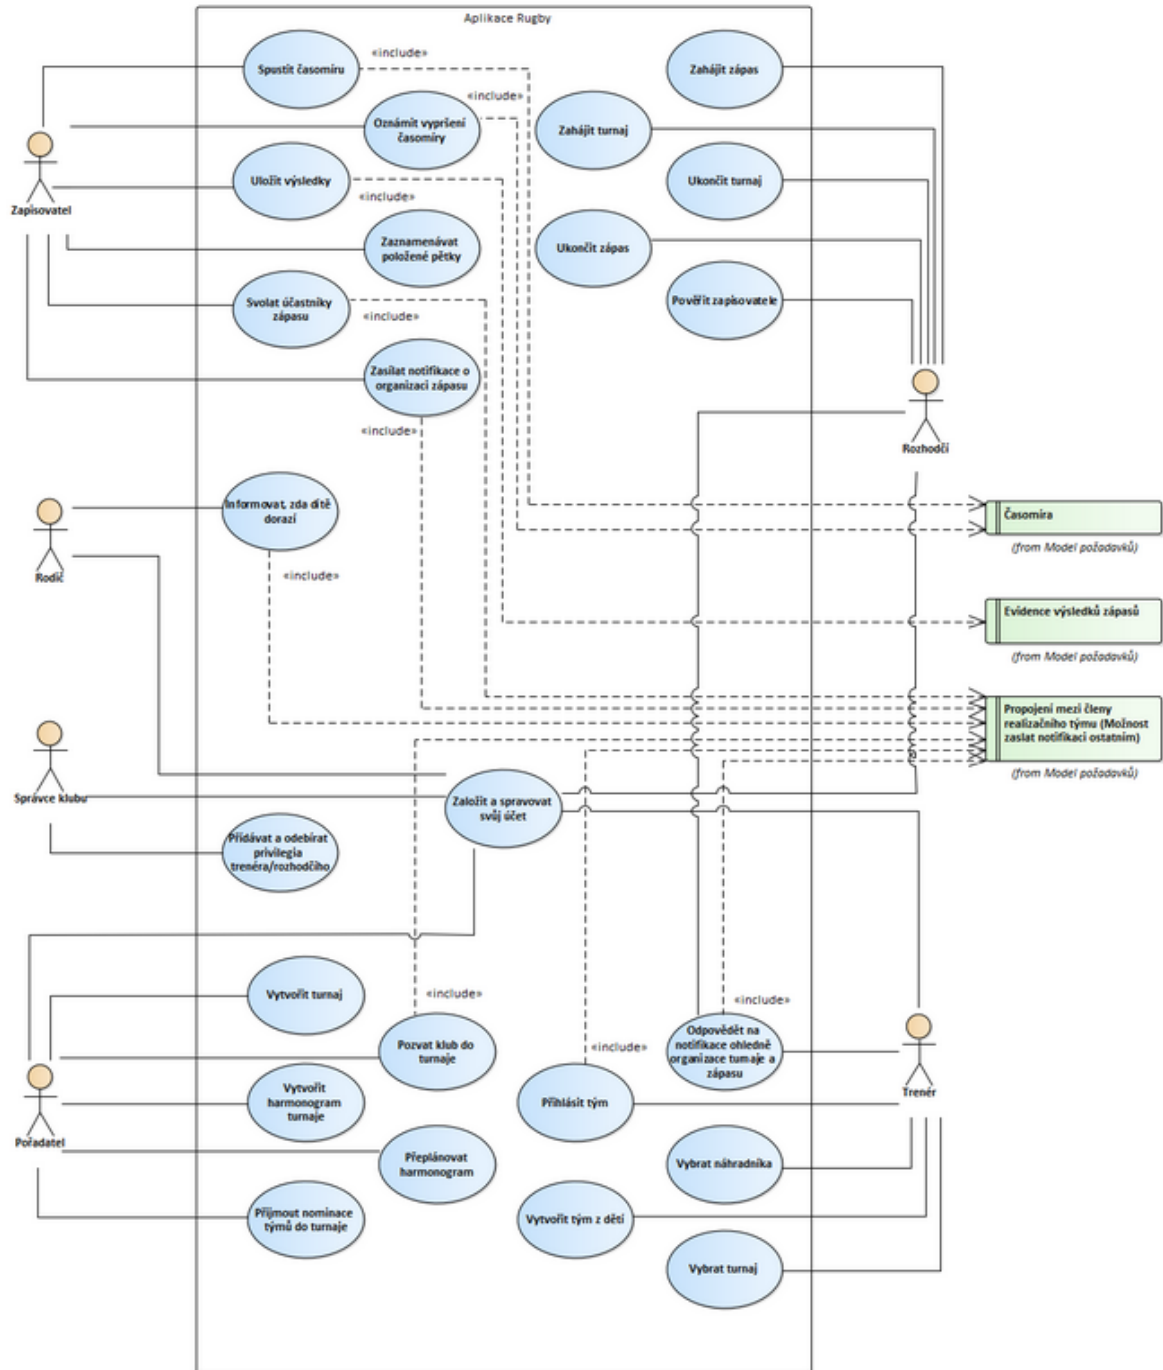 Aplikace Rugby
«include»
Spustit časomíru
Zahájit zápas
«include»
Oznámit vypršení
časomíry
Zahájit turnaj
Uložit výsledky
Ukončit turnaj
«include»
Zapisovatel
Zaznamenávat
položené pětky
Ukončit zápas
Svolat účastníky
zápasu
Pověřit zapisovatele
«include»
Zasílat notifikace o
organizaci zápasu
«include»
Rozhodčí
Informovat, zda dítě
dorazí
Časomíra
(from Model požadavků)
«include»
Rodič
Evidence výsledků zápasů
(from Model požadavků)
Propojení mezi členy
realizačního týmu (Možnost
zaslat notifikaci ostatním)
(from Model požadavků)
Správce klubu
Založit a spravovat
svůj účet
Přidávat a odebírat
privilegia
trenéra/rozhodčího
Vytvořit turnaj
«include»
«include»
Pozvat klub do
turnaje
«include»
Odpovědět na
notifikace ohledně
organizace turnaje a
zápasu
Trenér
Vytvořit
harmonogram
turnaje
Přihlásit tým
Pořadatel
Přeplánovat
harmonogram
Vybrat náhradníka
Přijmout nominace
týmů do turnaje
Vytvořit tým z dětí
Vybrat turnaj